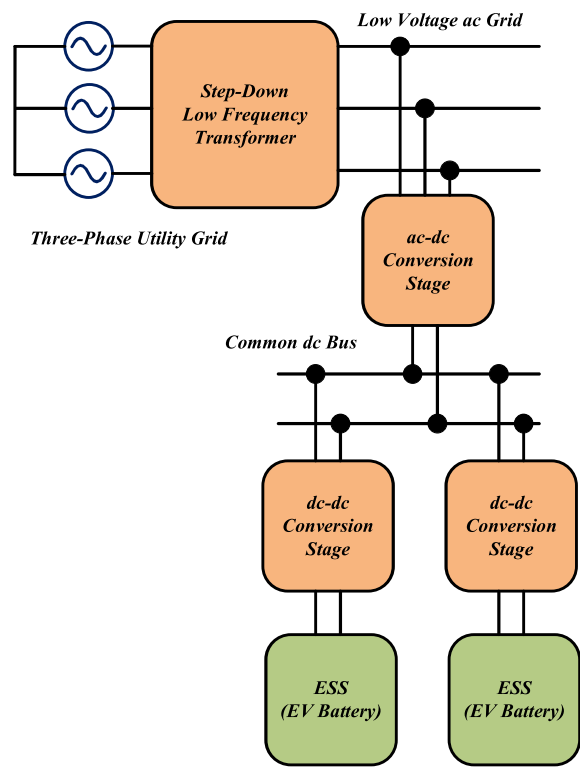 Low Voltage ac Grid
Step-Down
Low Frequency
Transformer
Three-Phase Utility Grid
ac-dc
Conversion
Stage
Common dc Bus
dc-dc
Conversion
Stage
dc-dc
Conversion
Stage
ESS
(EV Battery)
ESS
(EV Battery)